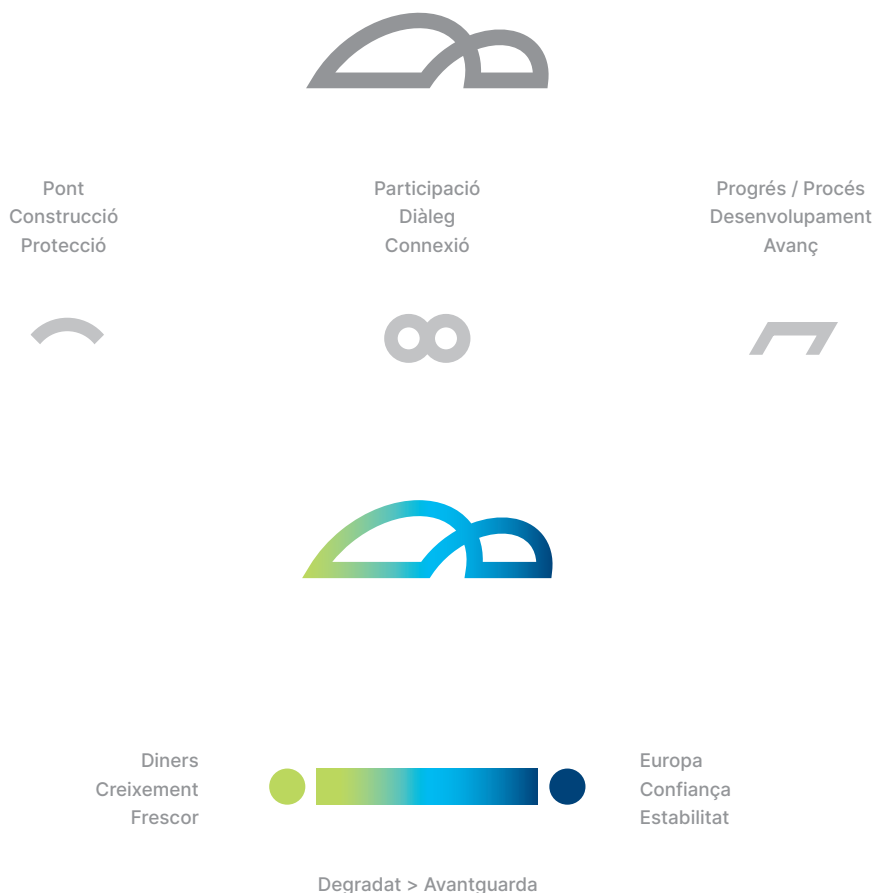 Pont
Construcció
Protecció
Participació
Diàleg
Connexió
Progrés / Procés
Desenvolupament
Avanç
Diners
Creixement
Frescor
Europa
Confiança
Estabilitat
Degradat > Avantguarda